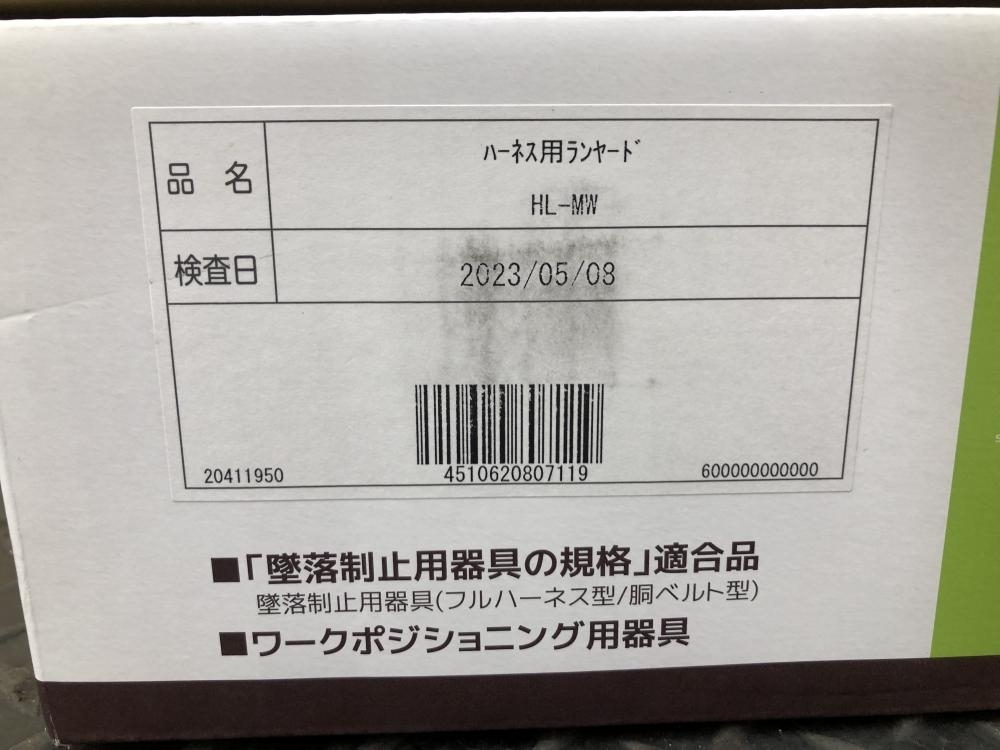 品 名
ﾊｰﾈｽ用ﾗﾝﾔｰﾄﾞ
HL-MW
検査日
2023/05/08
20411950
4510620807119
600000000000
■「墜落制止用器具の規格」適合品
墜落制止用器具(フルハーネス型/胴ベルト型)
■ワークポジショニング用器具